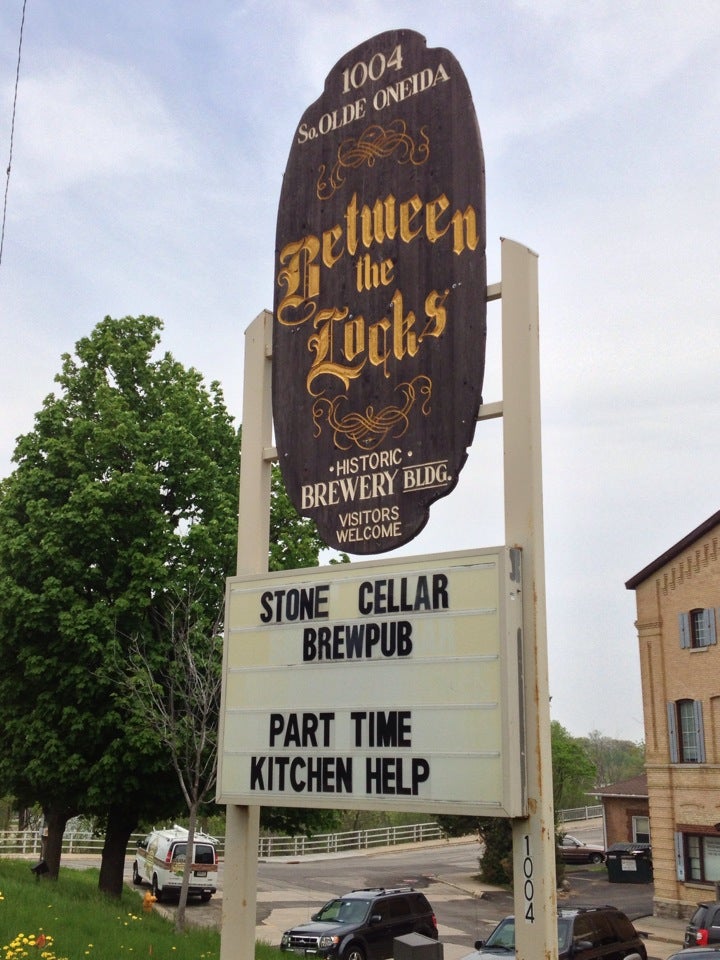 1004
So. OLDE ONEIDA
Between
the
Locks
• HISTORIC •
BREWERY BLDG.
VISITORS
WELCOME
STONE CELLAR
BREWPUB
PART TIME
KITCHEN HELP
1004